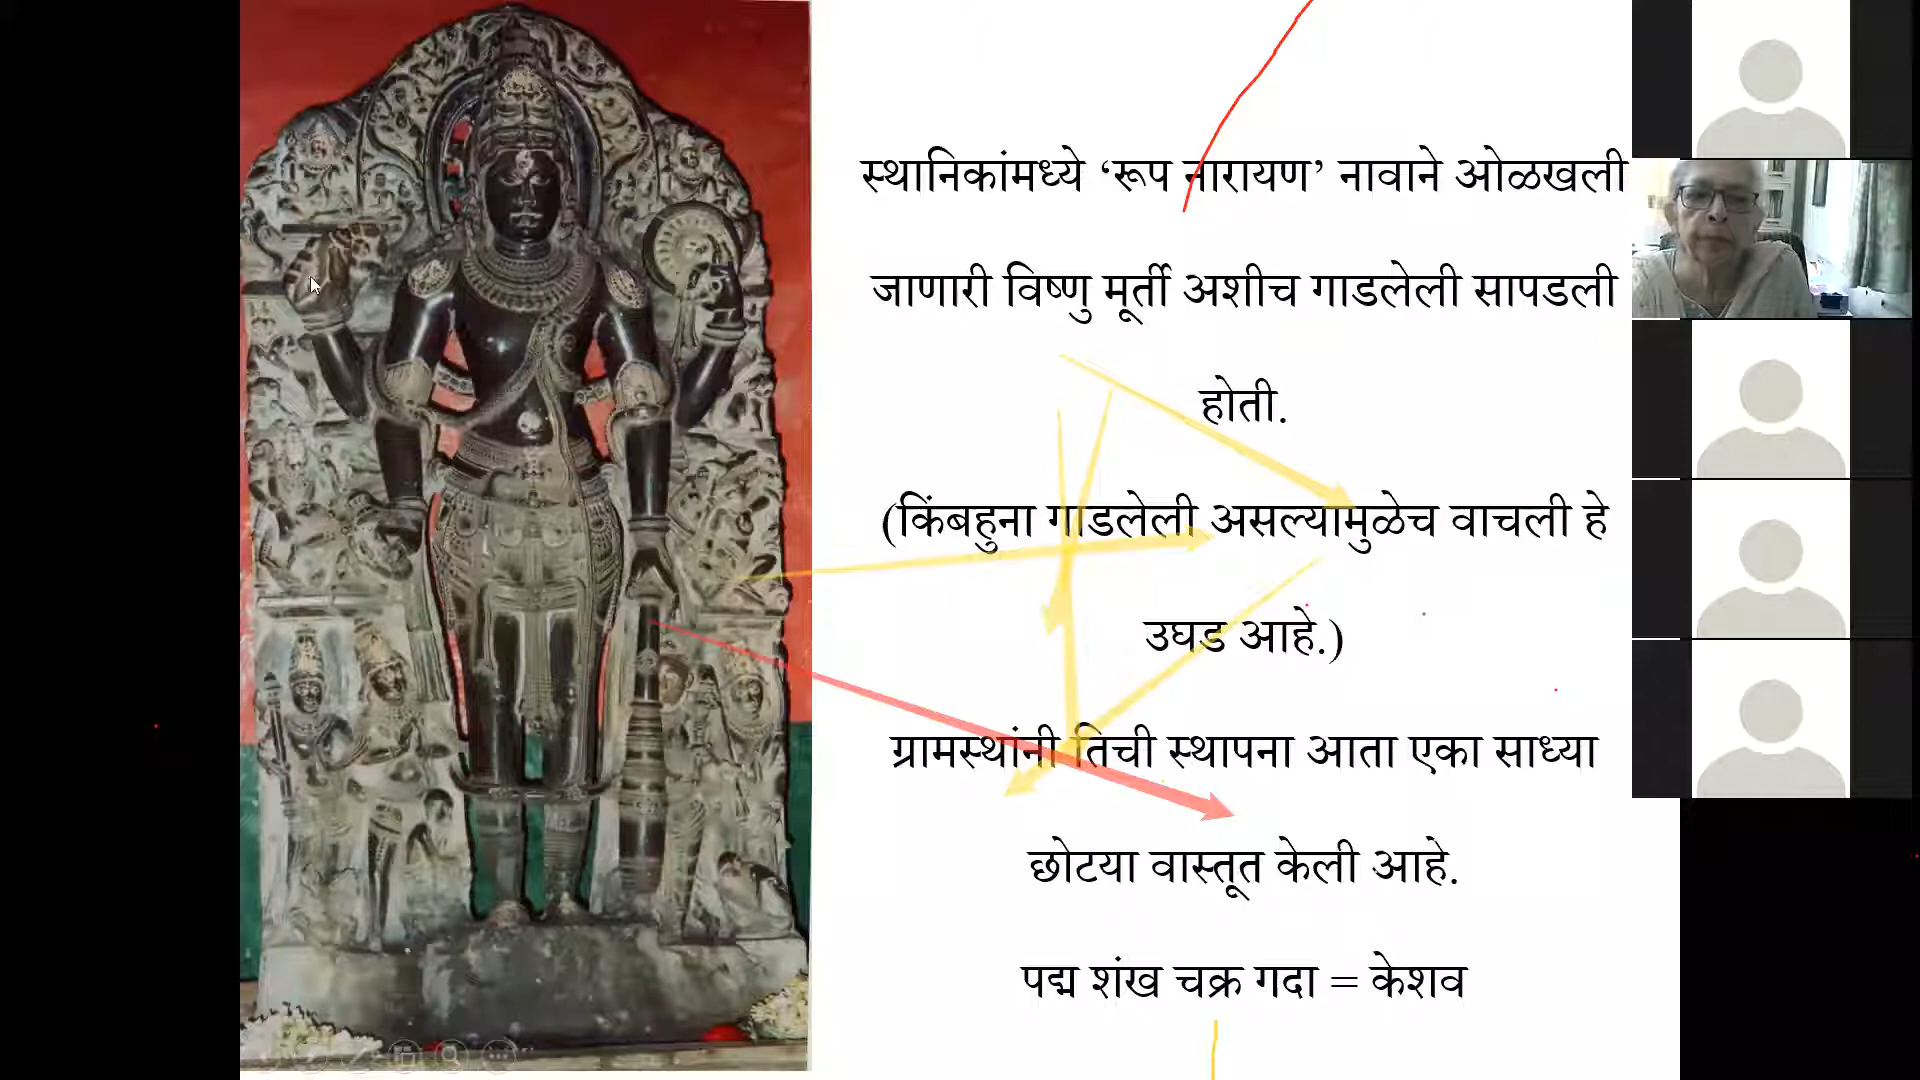 स्थानिकांमध्ये ‘रूप नारायण’ नावाने ओळखली
जाणारी विष्णु मूर्ती अशीच गाडलेली सापडली
होती.
(किंबहुना गाडलेली असल्यामुळेच वाचली हे
उघड आहे.)
ग्रामस्थांनी तिची स्थापना आता एका साध्या
छोटया वास्तूत केली आहे.
पद्म शंख चक्र गदा = केशव